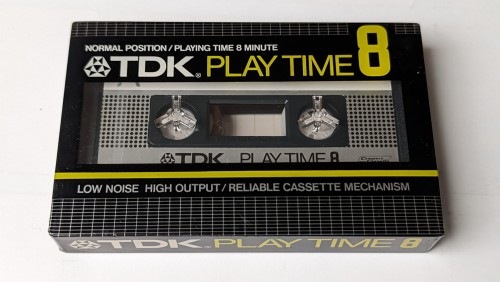 NORMAL POSITION/PLAYING TIME 8 MINUTE
TDK® PLAY TIME 8
TDK PLAY TIME 8
LOW NOISE HIGH OUTPUT/RELIABLE CASSETTE MECHANISM
TDK® PLAY TIME 8